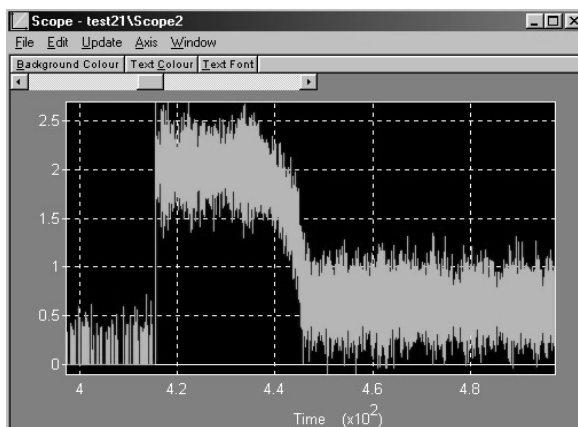 Scope - test21\Scope2
File Edit Update Axis Window
Background Colour Text Colour Text Font
2.5
2
1.5
1
0.5
0
4 4.2 4.4 4.6 4.8
Time (x10²)